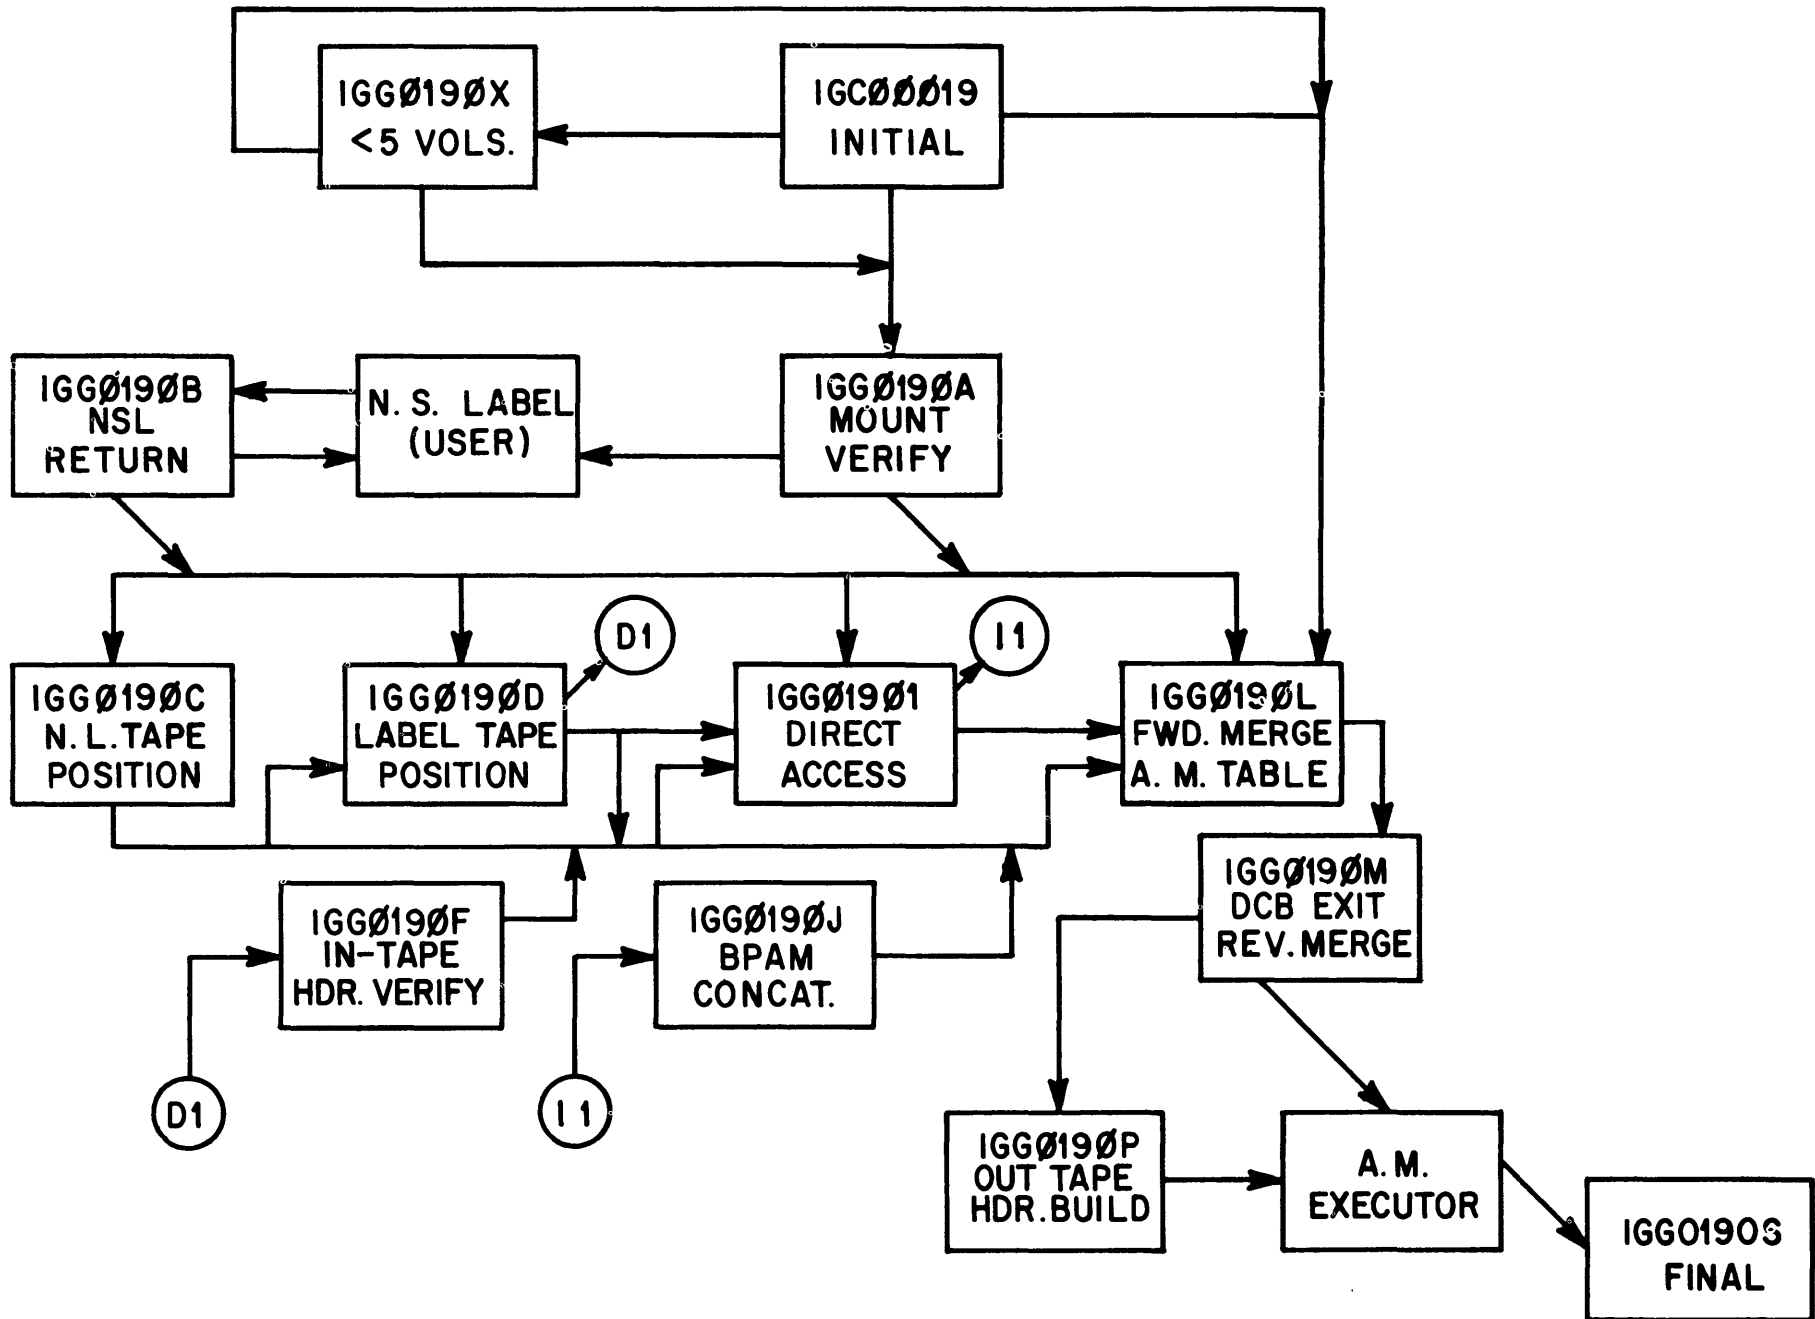 IGGØ19ØX
<5 VOLS.
IGCØØØ19
INITIAL
IGGØ19ØB
NSL
RETURN
N. S. LABEL
(USER)
IGGØ19ØA
MOUNT
VERIFY
D1
I1
IGGØ19ØC
N. L. TAPE
POSITION
IGGØ19ØD
LABEL TAPE
POSITION
IGGØ19Ø1
DIRECT
ACCESS
IGGØ19ØL
FWD. MERGE
A. M. TABLE
IGGØ19ØF
IN-TAPE
HDR. VERIFY
IGGØ19ØJ
BPAM
CONCAT.
IGGØ19ØM
DCB EXIT
REV. MERGE
D1
I1
IGGØ19ØP
OUT TAPE
HDR. BUILD
A. M.
EXECUTOR
IGG0190S
FINAL